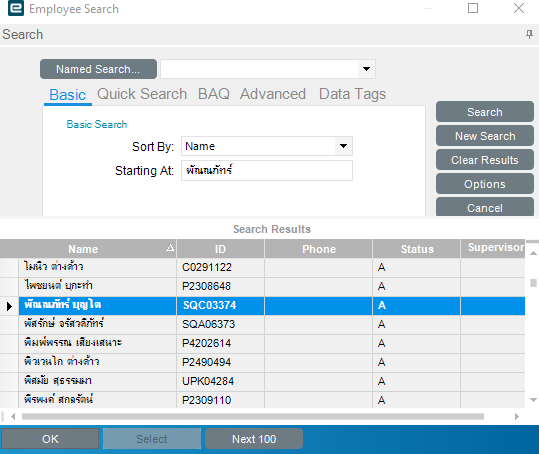 Employee Search
Search
Named Search...
Basic Quick Search BAQ Advanced Data Tags
Basic Search
Sort By: Name
Starting At: พัณณภัทร์
Search
New Search
Clear Results
Options
Cancel
Search Results
Name ID Phone Status Supervisor
โมนิว ต่างด้าว C0291122 A
ไพชยนต์ บุกะทำ P2308648 A
พัณณภัทร์ บุญโต SQC03374 A
พัสรักษ์ จรัสวดีภัทร์ SQA06373 A
พิมพ์พรรณ เสียงเสนาะ P4202614 A
พิวเวนโก ต่างด้าว P2490494 A
พิสมัย สุธรรมมา UPK04284 A
พีรพงค์ สกลรัตน์ P2309110 A
OK Select Next 100